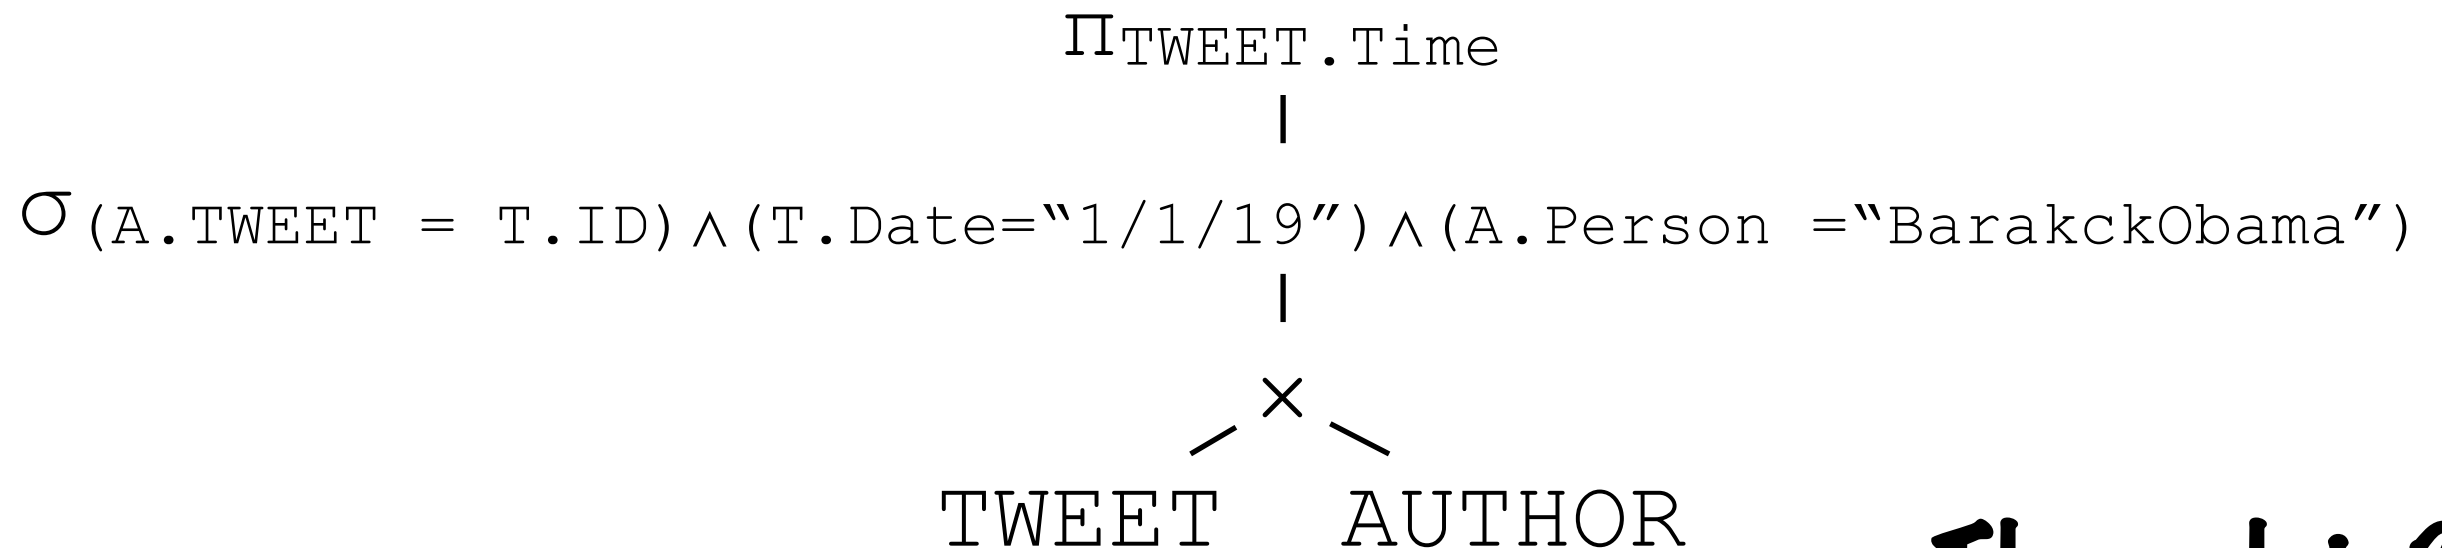 ΠTWEET.Time
σ(A.TWEET = T.ID)∧(T.Date=“1/1/19”)∧(A.Person =“BarakckObama”)
×
TWEET AUTHOR